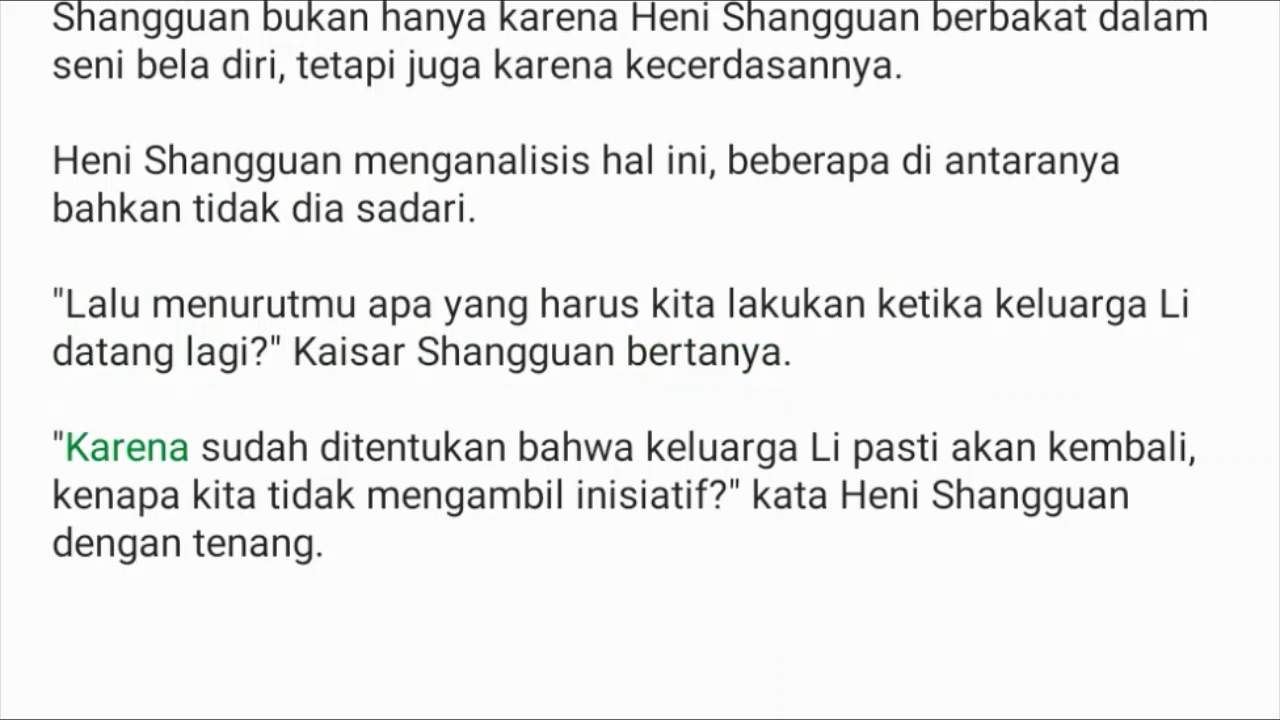 Shangguan bukan hanya karena Heni Shangguan berbakat dalam
seni bela diri, tetapi juga karena kecerdasannya.
Heni Shangguan menganalisis hal ini, beberapa di antaranya
bahkan tidak dia sadari.
"Lalu menurutmu apa yang harus kita lakukan ketika keluarga Li
datang lagi?" Kaisar Shangguan bertanya.
"Karena sudah ditentukan bahwa keluarga Li pasti akan kembali,
kenapa kita tidak mengambil inisiatif?" kata Heni Shangguan
dengan tenang.